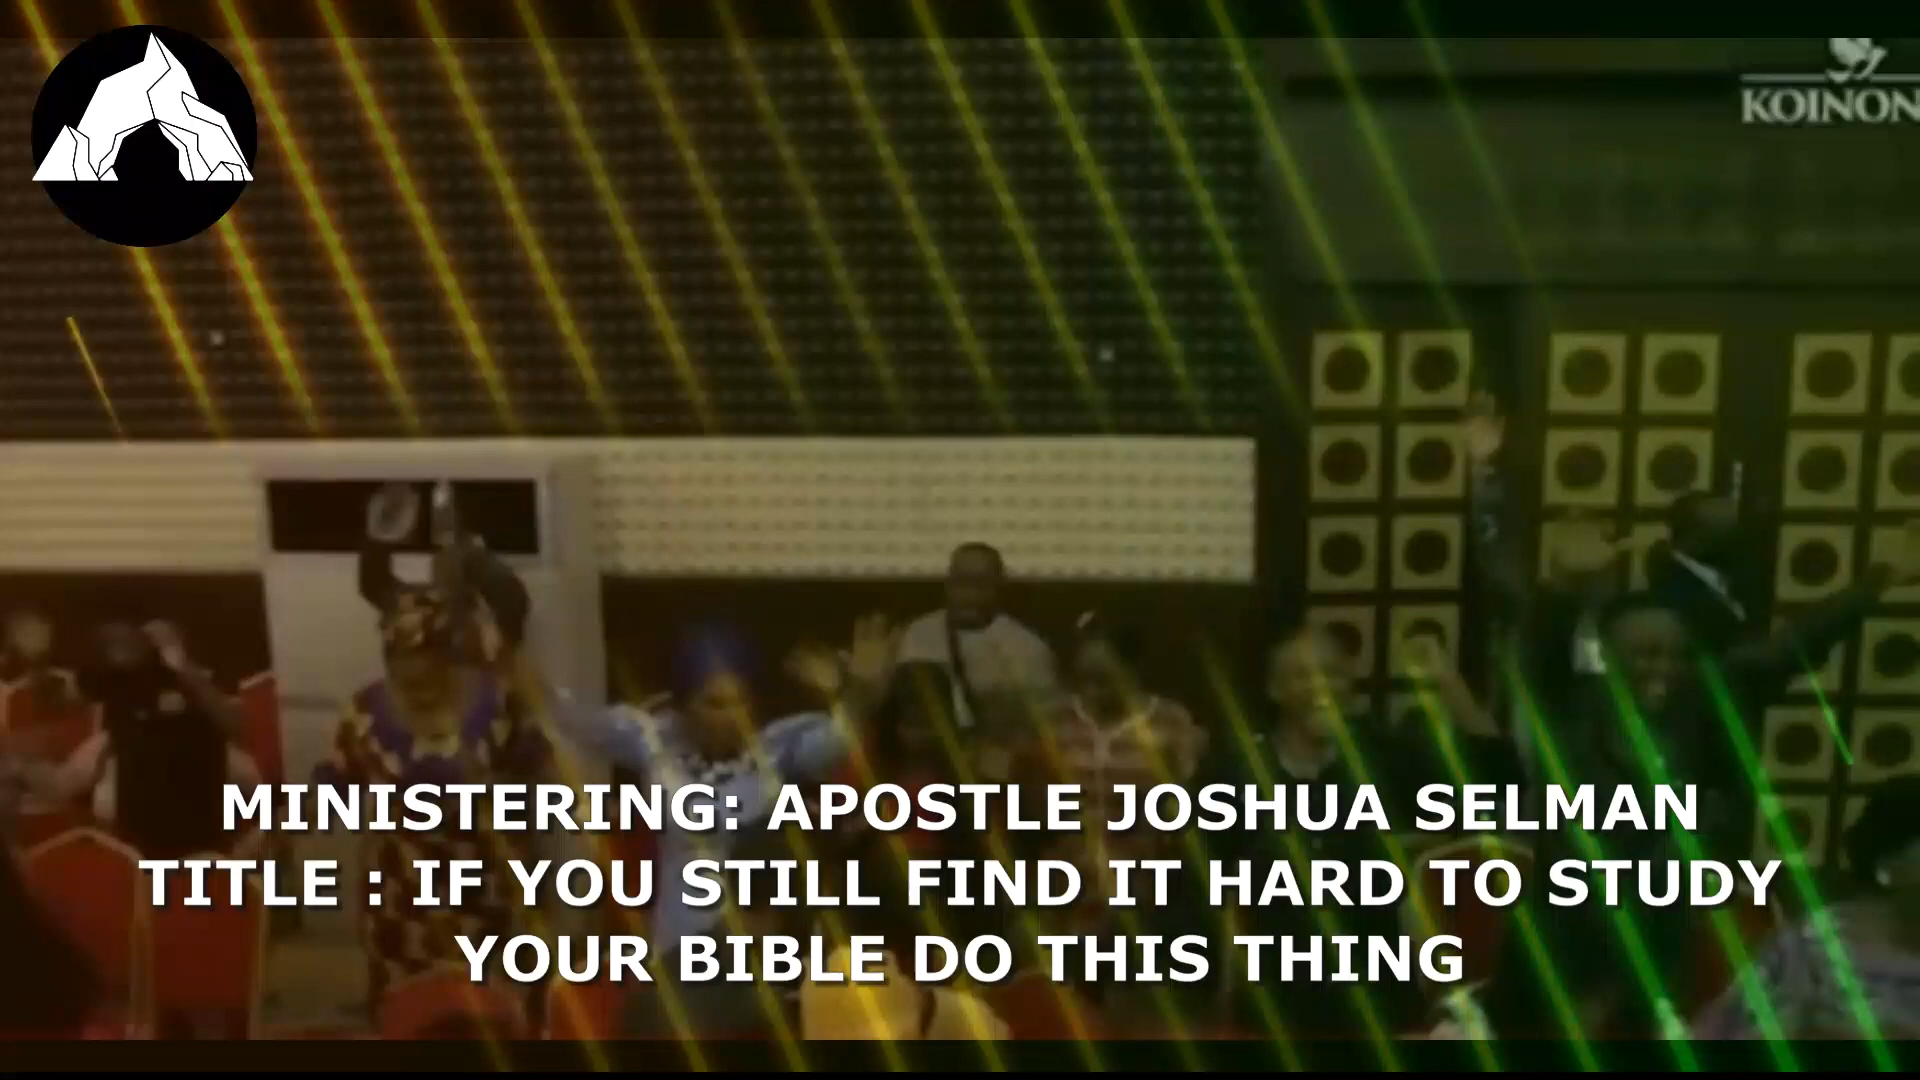 KOINON
MINISTERING: APOSTLE JOSHUA SELMAN
TITLE : IF YOU STILL FIND IT HARD TO STUDY
YOUR BIBLE DO THIS THING